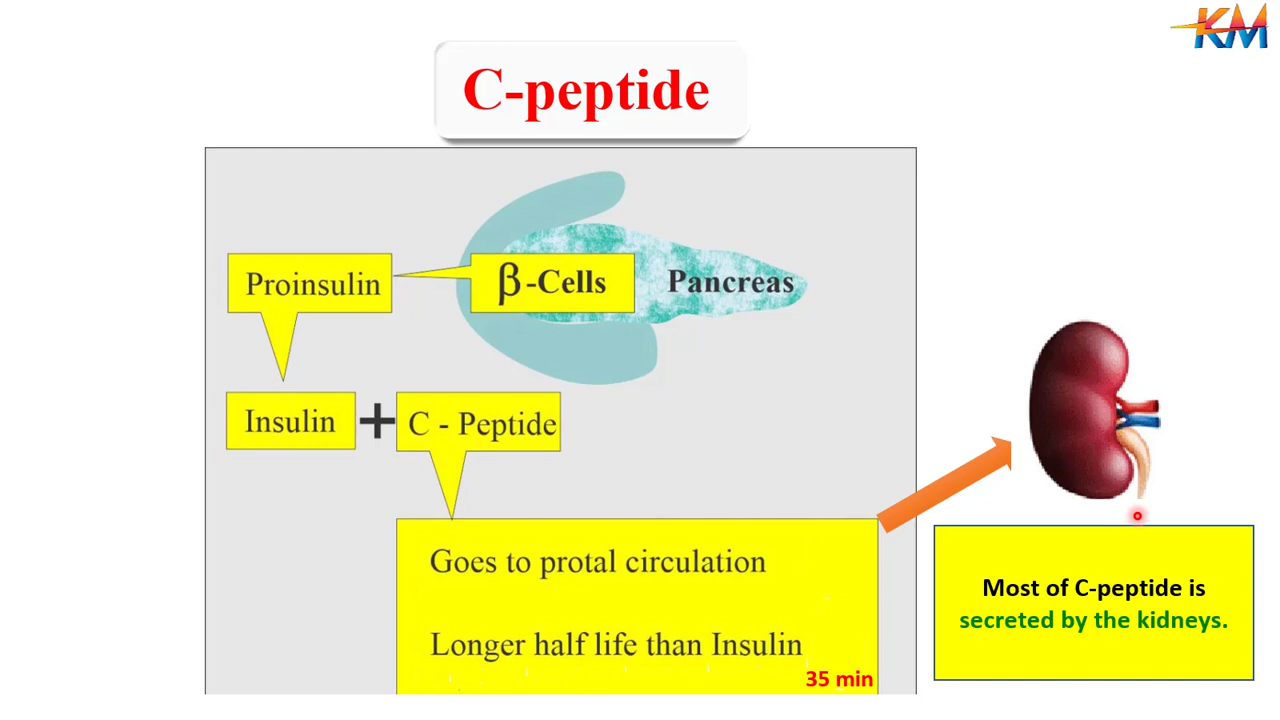 KM
C-peptide
Proinsulin
β-Cells
Pancreas
Insulin
+
C - Peptide
Goes to protal circulation
Longer half life than Insulin
35 min
Most of C-peptide is
secreted by the kidneys.